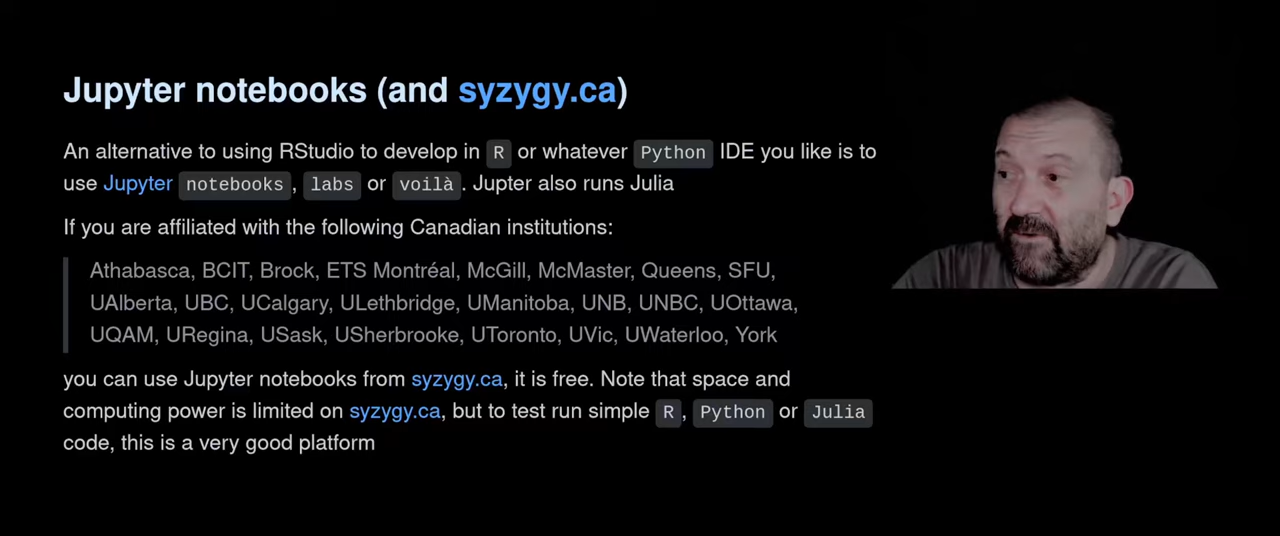 Jupyter notebooks (and syzygy.ca)
An alternative to using RStudio to develop in R or whatever Python IDE you like is to
use Jupyter notebooks, labs or voilà. Jupter also runs Julia
If you are affiliated with the following Canadian institutions:
Athabasca, BCIT, Brock, ETS Montréal, McGill, McMaster, Queens, SFU,
UAlberta, UBC, UCalgary, ULethbridge, UManitoba, UNB, UNBC, UOttawa,
UQAM, URegina, USask, USherbrooke, UToronto, UVic, UWaterloo, York
you can use Jupyter notebooks from syzygy.ca, it is free. Note that space and
computing power is limited on syzygy.ca, but to test run simple R, Python or Julia
code, this is a very good platform